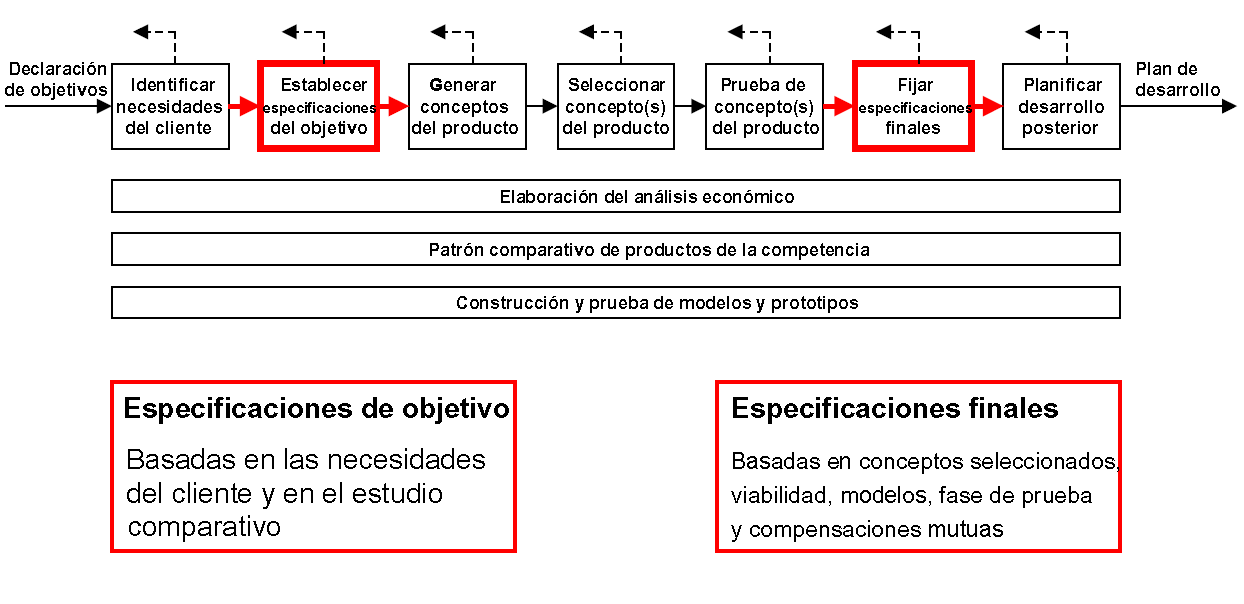 Declaración
de objetivos
Identificar
necesidades
del cliente
Establecer
especificaciones
del objetivo
Generar
conceptos
del producto
Seleccionar
concepto(s)
del producto
Prueba de
concepto(s)
del producto
Fijar
especificaciones
finales
Planificar
desarrollo
posterior
Plan de
desarrollo
Elaboración del análisis económico
Patrón comparativo de productos de la competencia
Construcción y prueba de modelos y prototipos
Especificaciones de objetivo
Basadas en las necesidades
del cliente y en el estudio
comparativo
Especificaciones finales
Basadas en conceptos seleccionados,
viabilidad, modelos, fase de prueba
y compensaciones mutuas